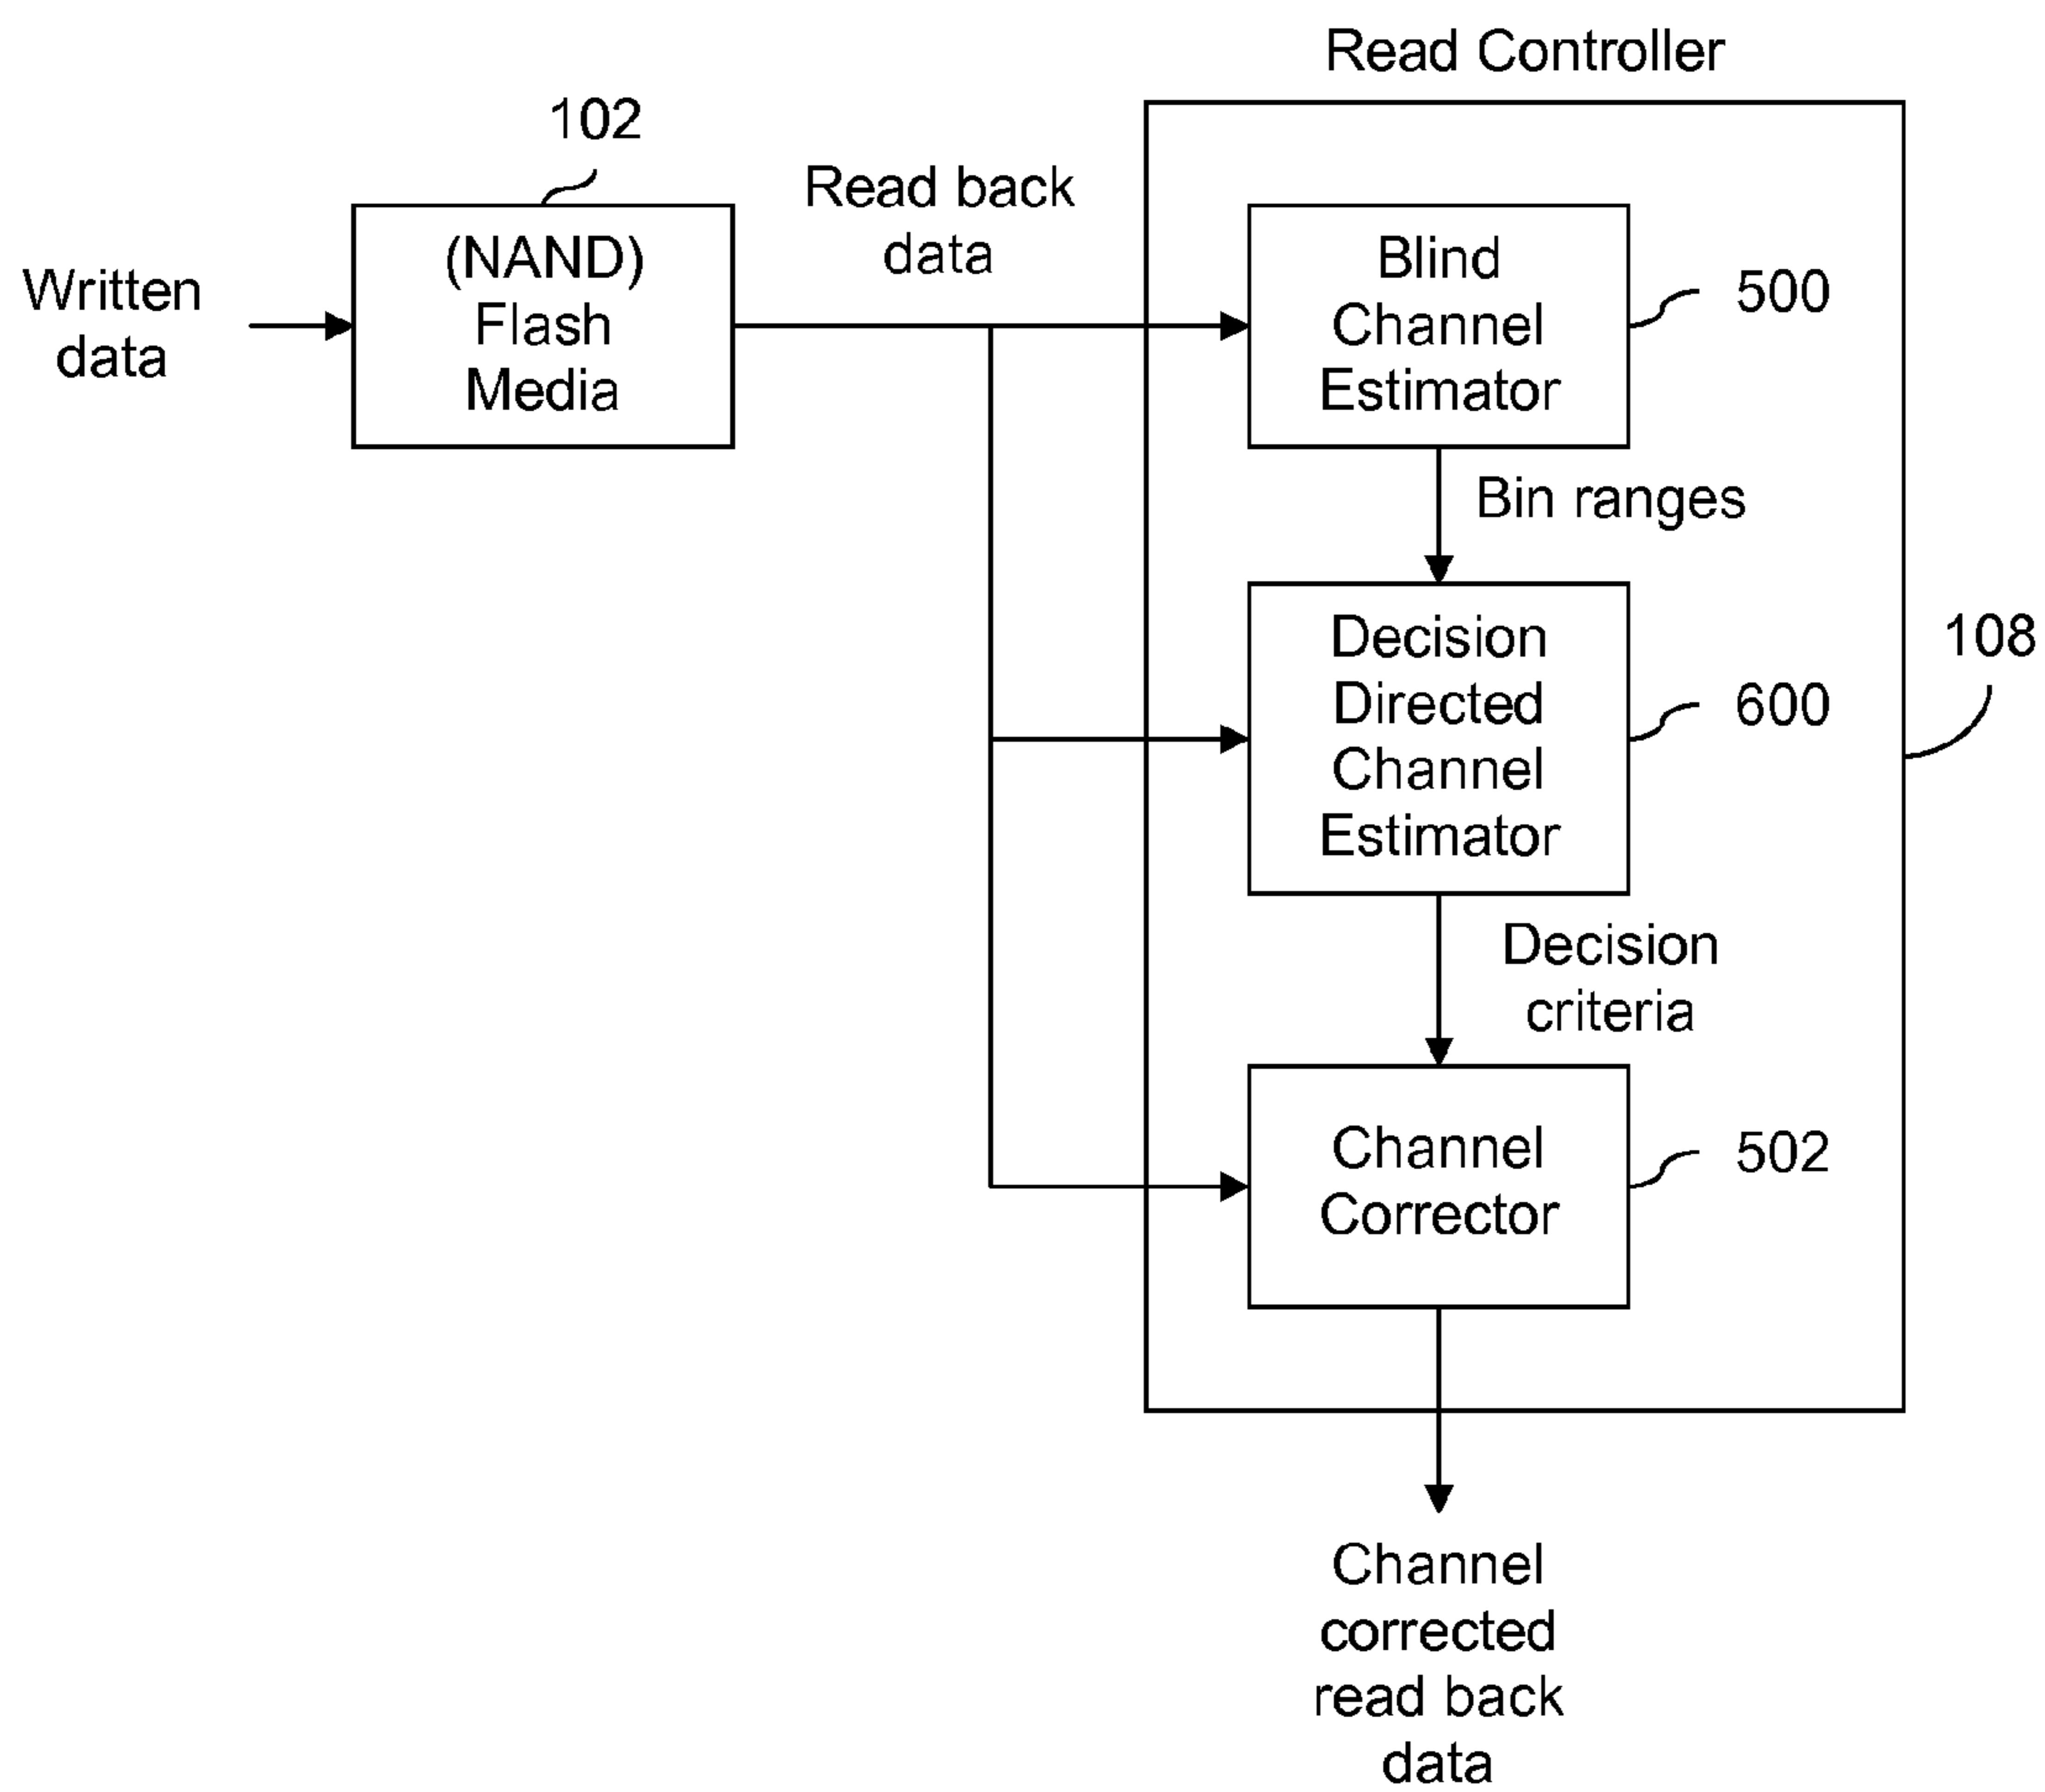 Read Controller
102
Read back
data
Written
data
(NAND)
Flash
Media
Blind
Channel
Estimator
500
Bin ranges
Decision
Directed
Channel
Estimator
600
108
Decision
criteria
Channel
Corrector
502
Channel
corrected
read back
data